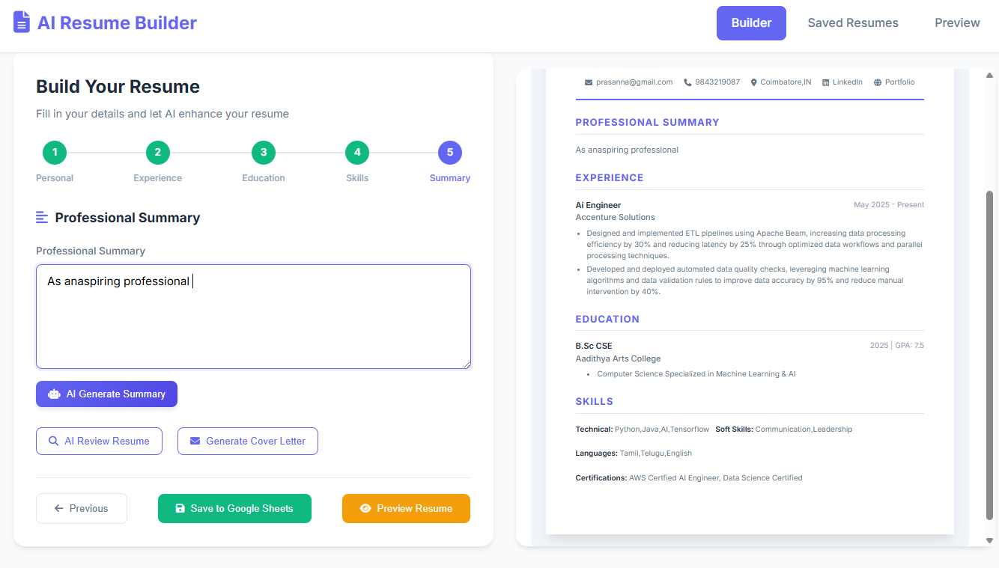 AI Resume Builder
Builder
Saved Resumes
Preview
Build Your Resume
Fill in your details and let AI enhance your resume
1
2
3
4
5
Personal
Experience
Education
Skills
Summary
Professional Summary
Professional Summary
As anaspiring professional
AI Generate Summary
AI Review Resume
Generate Cover Letter
Previous
Save to Google Sheets
Preview Resume
prasanna@gmail.com
9843219087
Coimbatore,IN
LinkedIn
Portfolio
PROFESSIONAL SUMMARY
As anaspiring professional
EXPERIENCE
Ai Engineer
May 2025 - Present
Accenture Solutions
• Designed and implemented ETL pipelines using Apache Beam, increasing data processing
efficiency by 30% and reducing latency by 25% through optimized data workflows and parallel
processing techniques.
• Developed and deployed automated data quality checks, leveraging machine learning
algorithms and data validation rules to improve data accuracy by 95% and reduce manual
intervention by 40%.
EDUCATION
B.Sc CSE
2025 | GPA: 7.5
Aadithya Arts College
• Computer Science Specialized in Machine Learning & AI
SKILLS
Technical: Python,Java,AI,Tensorflow Soft Skills: Communication,Leadership
Languages: Tamil,Telugu,English
Certifications: AWS Certfied AI Engineer, Data Science Certified